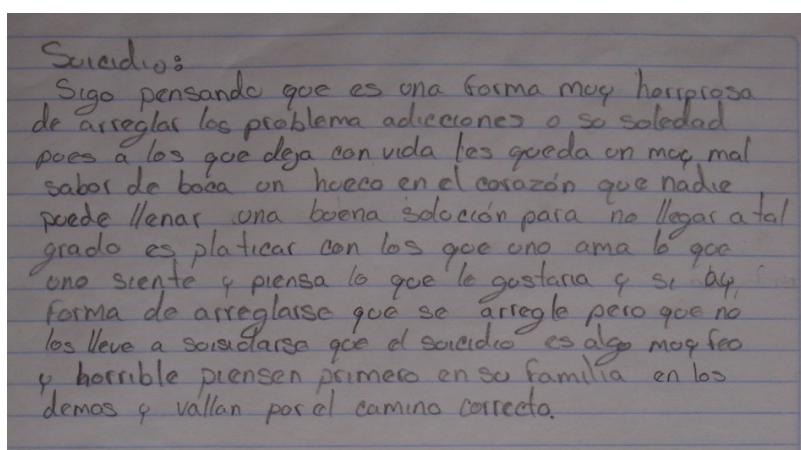 Suicidio:
Sigo pensando que es una forma muy horriprosa
de arreglar los problema adicciones o su soledad
pues a los que deja con vida les queda un muy mal
sabor de boca un hueco en el corazón que nadie
puede llenar una buena solución para no llegar a tal
grado es platicar con los que uno ama lo que
uno siente y piensa lo que le gustaria y si ay
forma de arreglarse que se arregle pero que no
los lleve a suisidarse que el suicidio es algo muy feo
y horrible piensen primero en su familia en los
demas y vallan por el camino correcto.